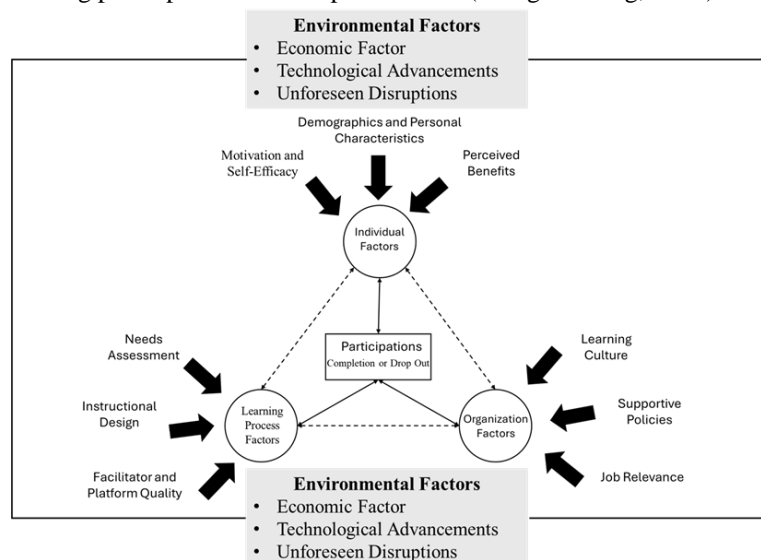 Environmental Factors
• Economic Factor
• Technological Advancements
• Unforeseen Disruptions
Demographics and Personal
Characteristics
Motivation and
Self-Efficacy
Perceived
Benefits
Individual
Factors
Participations
Completion or Drop Out
Needs
Assessment
Instructional
Design
Facilitator and
Platform Quality
Learning
Process
Factors
Organization
Factors
Learning
Culture
Supportive
Policies
Job Relevance
Environmental Factors
• Economic Factor
• Technological Advancements
• Unforeseen Disruptions